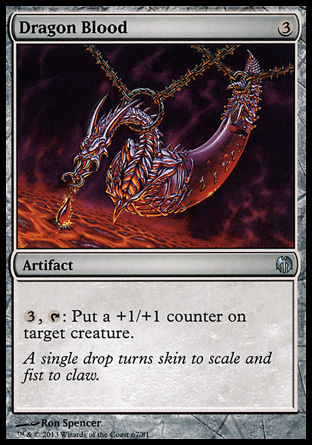 Dragon Blood 3
Artifact
3, T: Put a +1/+1 counter on
target creature.
A single drop turns skin to scale and
fist to claw.
Ron Spencer
™ & © 2013 Wizards of the Coast 67/81